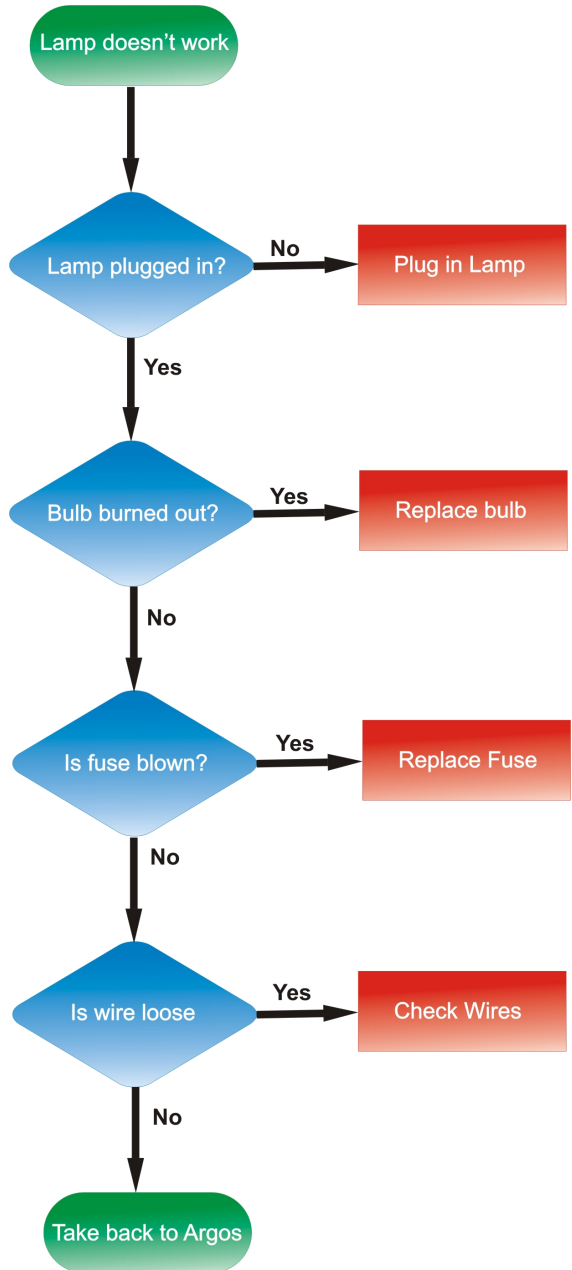 Lamp doesn't work
Lamp plugged in?
No
Plug in Lamp
Yes
Bulb burned out?
Yes
Replace bulb
No
Is fuse blown?
Yes
Replace Fuse
No
Is wire loose
Yes
Check Wires
No
Take back to Argos